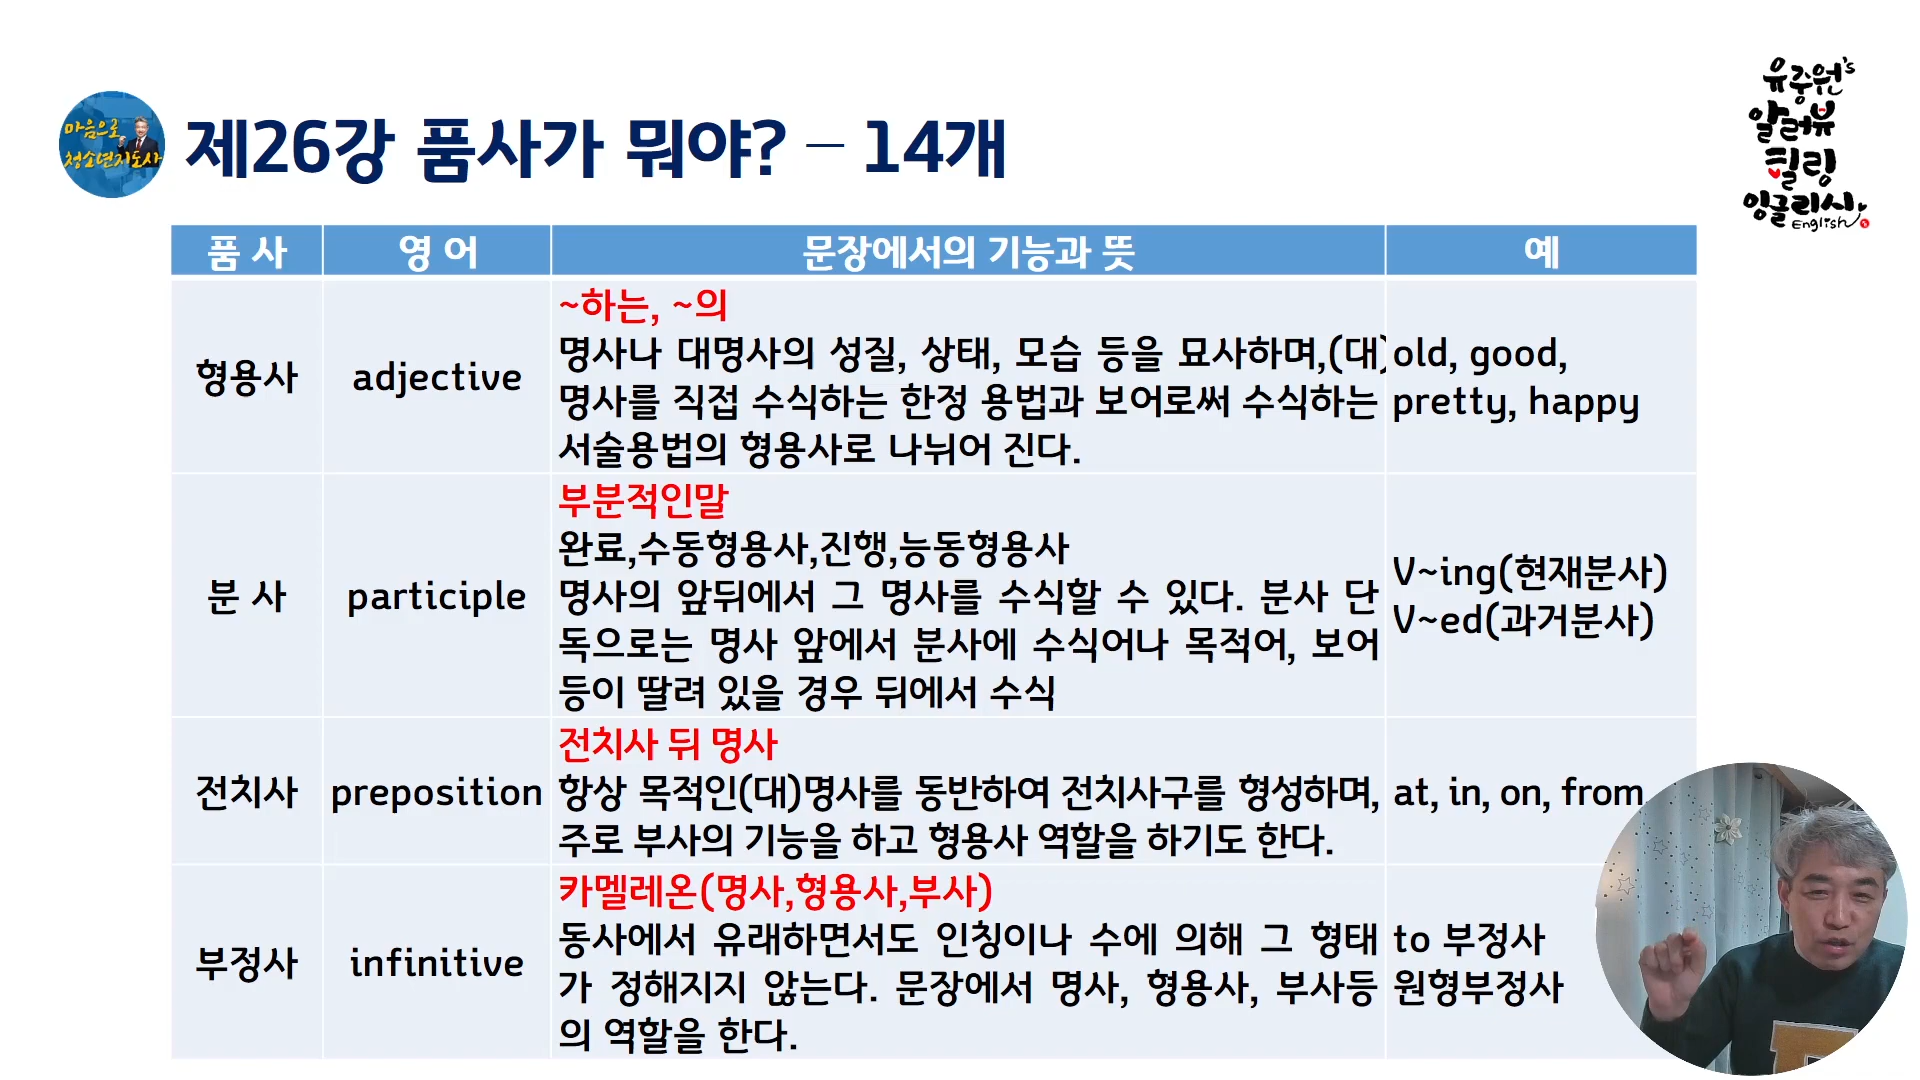 마음으로
청소년지도사
제26강 품사가 뭐야? – 14개
유주원's
알러뷰
힐링
잉글리시
English
품 사 영 어 문장에서의 기능과 뜻 예
형용사 adjective
~하는, ~의
명사나 대명사의 성질, 상태, 모습 등을 묘사하며,(대)
명사를 직접 수식하는 한정 용법과 보어로써 수식하는
서술용법의 형용사로 나뉘어 진다.
old, good,
pretty, happy
분 사 participle
부분적인말
완료,수동형용사,진행,능동형용사
명사의 앞뒤에서 그 명사를 수식할 수 있다. 분사 단
독으로는 명사 앞에서 분사에 수식어나 목적어, 보어
등이 딸려 있을 경우 뒤에서 수식
V~ing(현재분사)
V~ed(과거분사)
전치사 preposition
전치사 뒤 명사
항상 목적인(대)명사를 동반하여 전치사구를 형성하며,
주로 부사의 기능을 하고 형용사 역할을 하기도 한다.
at, in, on, from
부정사 infinitive
카멜레온(명사,형용사,부사)
동사에서 유래하면서도 인칭이나 수에 의해 그 형태
가 정해지지 않는다. 문장에서 명사, 형용사, 부사등
의 역할을 한다.
to 부정사
원형부정사